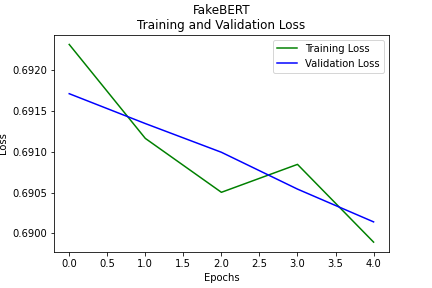 FakeBERT
Training and Validation Loss
Training Loss
Validation Loss
0.6920
0.6915
0.6910
0.6905
0.6900
Loss
0.0 0.5 1.0 1.5 2.0 2.5 3.0 3.5 4.0
Epochs